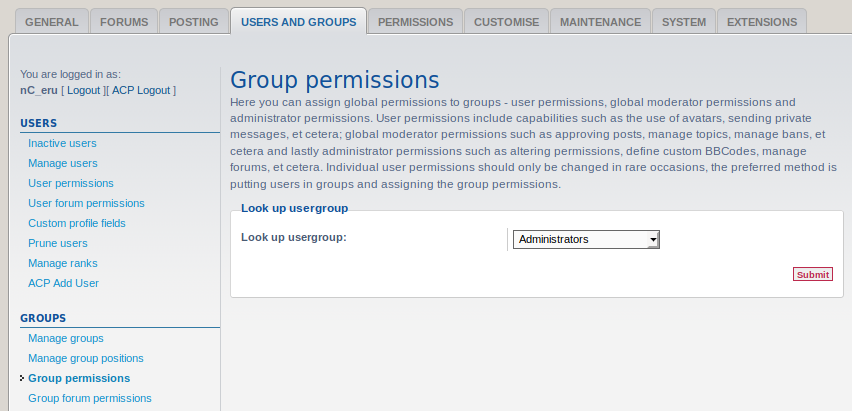 GENERAL FORUMS POSTING USERS AND GROUPS PERMISSIONS CUSTOMISE MAINTENANCE SYSTEM EXTENSIONS
You are logged in as:
nC_eru [ Logout ][ ACP Logout ]
USERS
Inactive users
Manage users
User permissions
User forum permissions
Custom profile fields
Prune users
Manage ranks
ACP Add User
GROUPS
Manage groups
Manage group positions
Group permissions
Group forum permissions
Group permissions
Here you can assign global permissions to groups - user permissions, global moderator permissions and
administrator permissions. User permissions include capabilities such as the use of avatars, sending private
messages, et cetera; global moderator permissions such as approving posts, manage topics, manage bans, et
cetera and lastly administrator permissions such as altering permissions, define custom BBCodes, manage
forums, et cetera. Individual user permissions should only be changed in rare occasions, the preferred method is
putting users in groups and assigning the group permissions.
Look up usergroup
Look up usergroup: Administrators
Submit